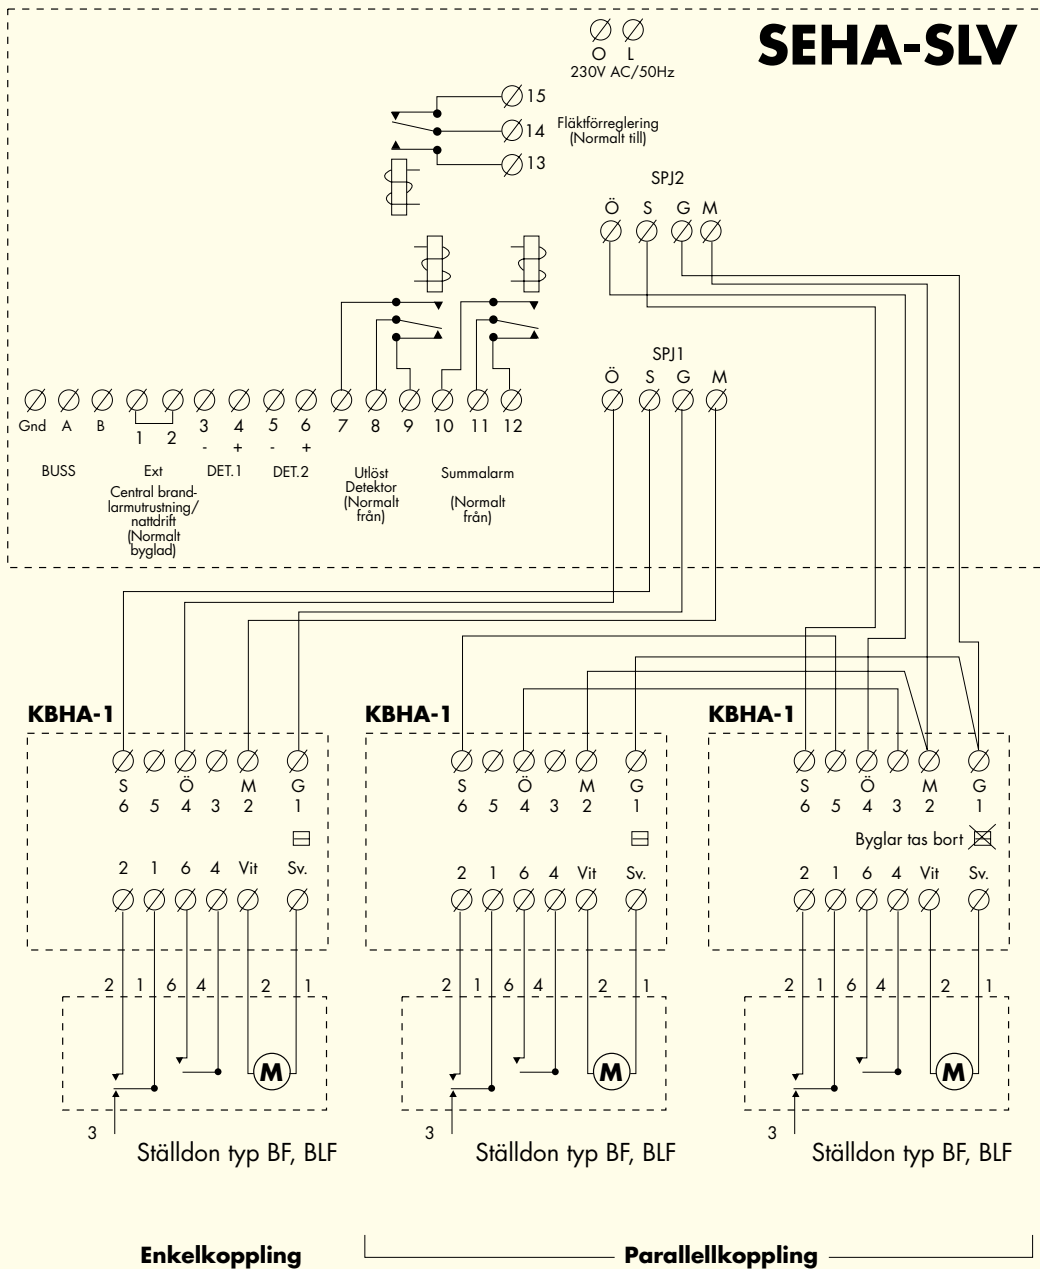 SEHA-SLV
O L
230V AC/50Hz
15
14
13
Fläktförreglering
(Normalt till)
SPJ2
Ö S G M
SPJ1
Ö S G M
Gnd A B 1 2 3 4 5 6 7 8 9 10 11 12
- + - +
BUSS
Ext
Central brand-
larmutrustning/
nattdrift
(Normalt
byglad)
DET.1
DET.2
Utlöst
Detektor
(Normalt
från)
Summalarm
(Normalt
från)
KBHA-1
S Ö M G
6 5 4 3 2 1
2 1 6 4 Vit Sv.
2 1 6 4 2 1
M
3
Ställdon typ BF, BLF
KBHA-1
S Ö M G
6 5 4 3 2 1
2 1 6 4 Vit Sv.
2 1 6 4 2 1
M
3
Ställdon typ BF, BLF
KBHA-1
S Ö M G
6 5 4 3 2 1
Byglar tas bort
2 1 6 4 Vit Sv.
2 1 6 4 2 1
M
3
Ställdon typ BF, BLF
Enkelkoppling
Parallellkoppling